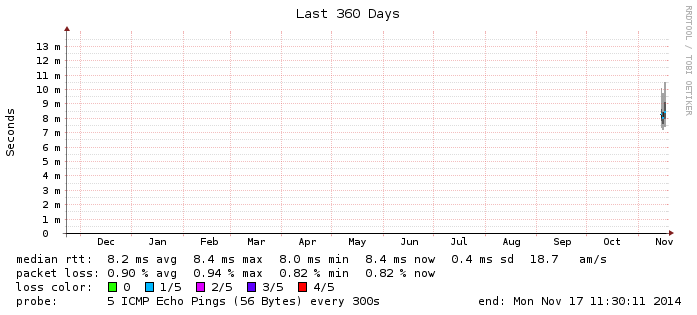 Last 360 Days
RRDTOOL / TOBI OETIKER
Seconds
13 m
12 m
11 m
10 m
9 m
8 m
7 m
6 m
5 m
4 m
3 m
2 m
1 m
0
Dec Jan Feb Mar Apr May Jun Jul Aug Sep Oct Nov
median rtt: 8.2 ms avg 8.4 ms max 8.0 ms min 8.4 ms now 0.4 ms sd 18.7 am/s
packet loss: 0.90 % avg 0.94 % max 0.82 % min 0.82 % now
loss color: 0 1/5 2/5 3/5 4/5
probe: 5 ICMP Echo Pings (56 Bytes) every 300s end: Mon Nov 17 11:30:11 2014